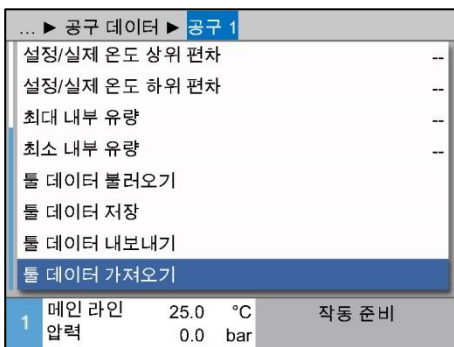 ... ► 공구 데이터 ► 공구 1
설정/실제 온도 상위 편차 --
설정/실제 온도 하위 편차 --
최대 내부 유량 --
최소 내부 유량 --
툴 데이터 불러오기
툴 데이터 저장
툴 데이터 내보내기
툴 데이터 가져오기
1 메인 라인 25.0 °C 작동 준비
압력 0.0 bar